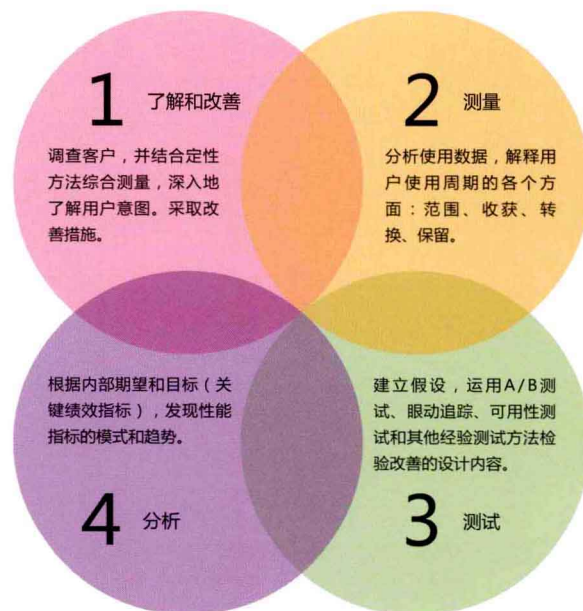 1 了解和改善
调查客户，并结合定性
方法综合测量，深入地
了解用户意图。采取改
善措施。
2 测量
分析使用数据，解释用
户使用周期的各个方
面：范围、收获、转
换、保留。
根据内部期望和目标（关
键绩效指标），发现性能
指标的模式和趋势。
4 分析
建立假设，运用A/B测
试、眼动追踪、可用性测
试和其他经验测试方法检
验改善的设计内容。
3 测试